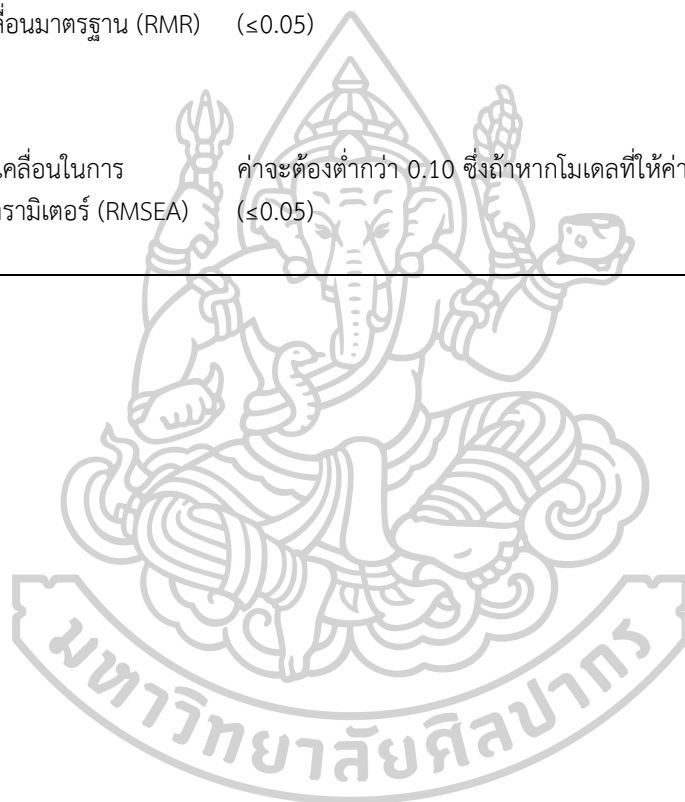 ลื่อนมาตรฐาน (RMR) (≤0.05)
เคลื่อนในการ ค่าจะต้องต่ำกว่า 0.10 ซึ่งถ้าหากโมเดลที่ให้ค่า
รามิเตอร์ (RMSEA) (≤0.05)
มหาวิทยาลัยศิลปากร